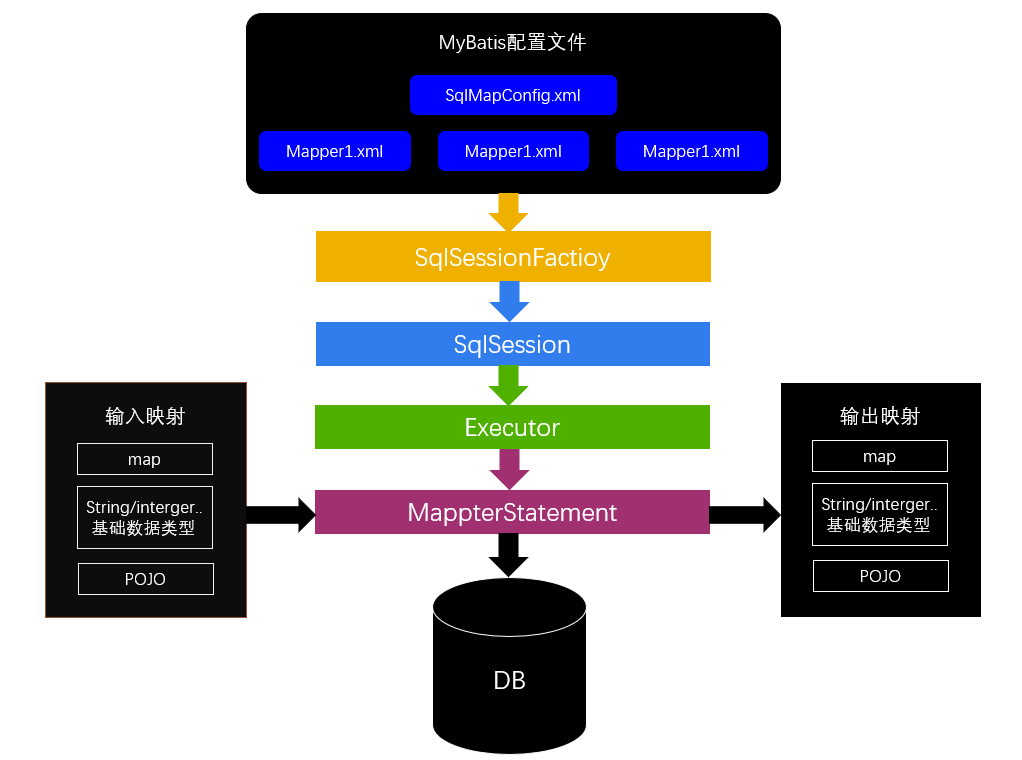 MyBatis配置文件
SqlMapConfig.xml
Mapper1.xml
Mapper1.xml
Mapper1.xml
SqlSessionFactioy
SqlSession
Executor
MappterStatement
DB
输入映射
map
String/interger..
基础数据类型
POJO
输出映射
map
String/interger..
基础数据类型
POJO